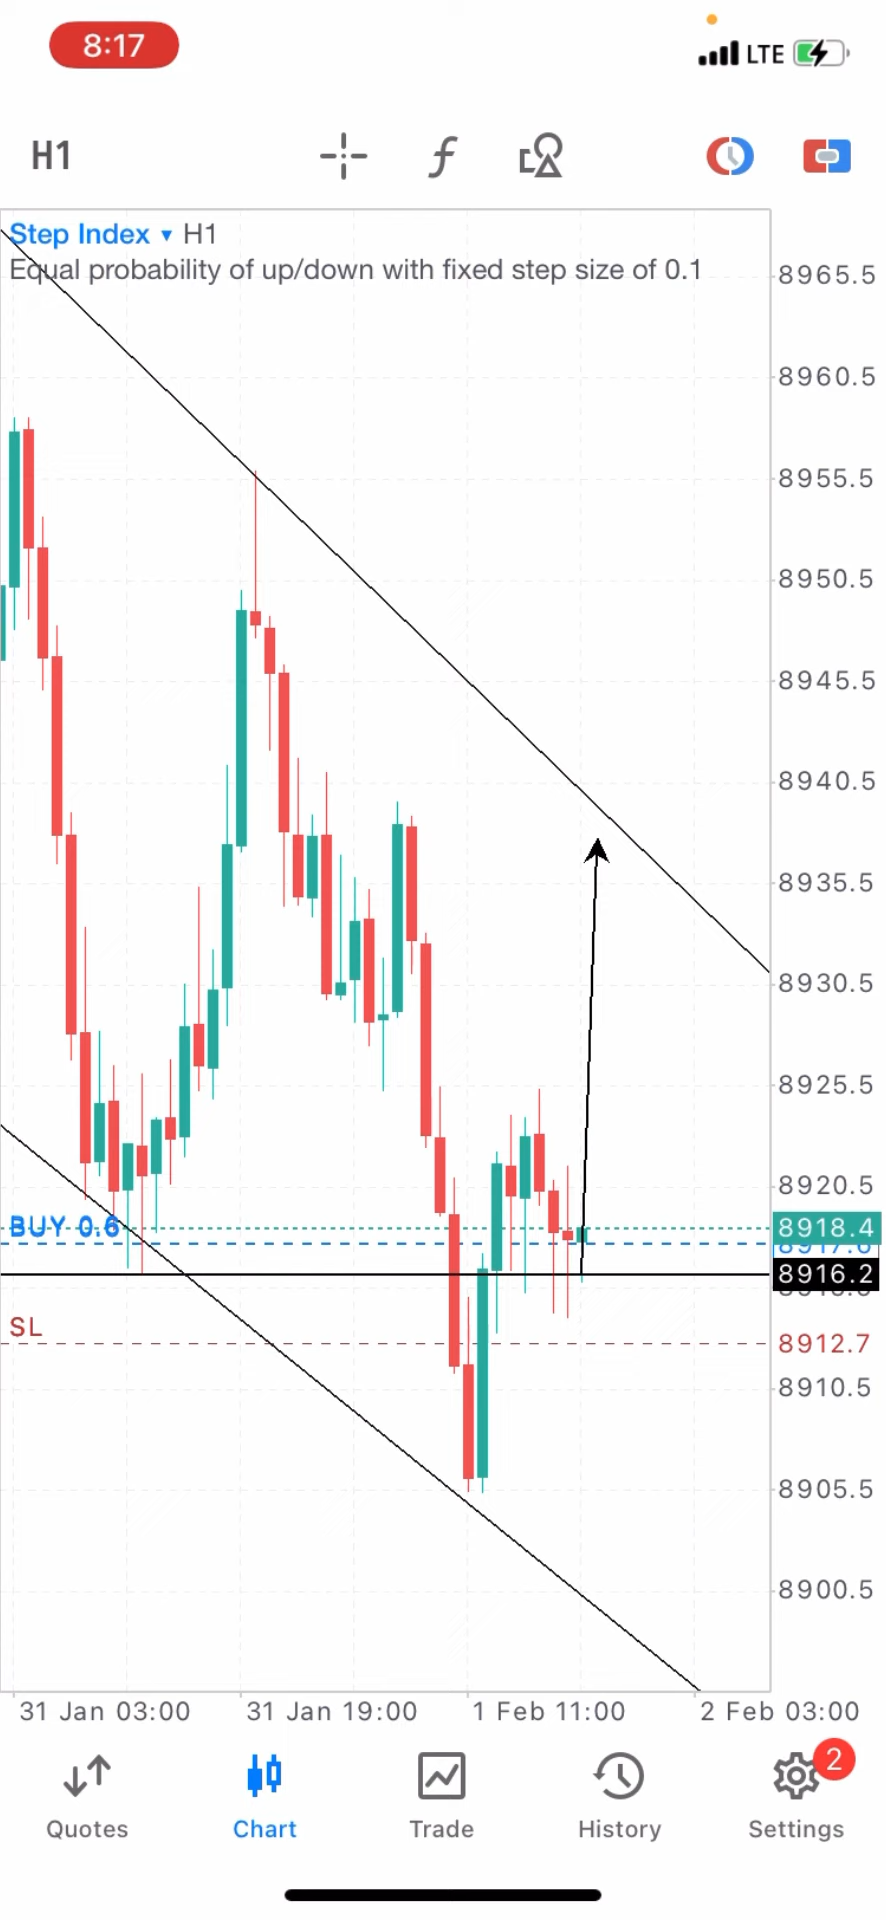 8:17
LTE
H1
Step Index ▾ H1
Equal probability of up/down with fixed step size of 0.1
8965.5
8960.5
8955.5
8950.5
8945.5
8940.5
8935.5
8930.5
8925.5
8920.5
BUY 0.6
8918.4
8916.2
SL
8912.7
8910.5
8905.5
8900.5
31 Jan 03:00
31 Jan 19:00
1 Feb 11:00
2 Feb 03:00
2
Quotes
Chart
Trade
History
Settings